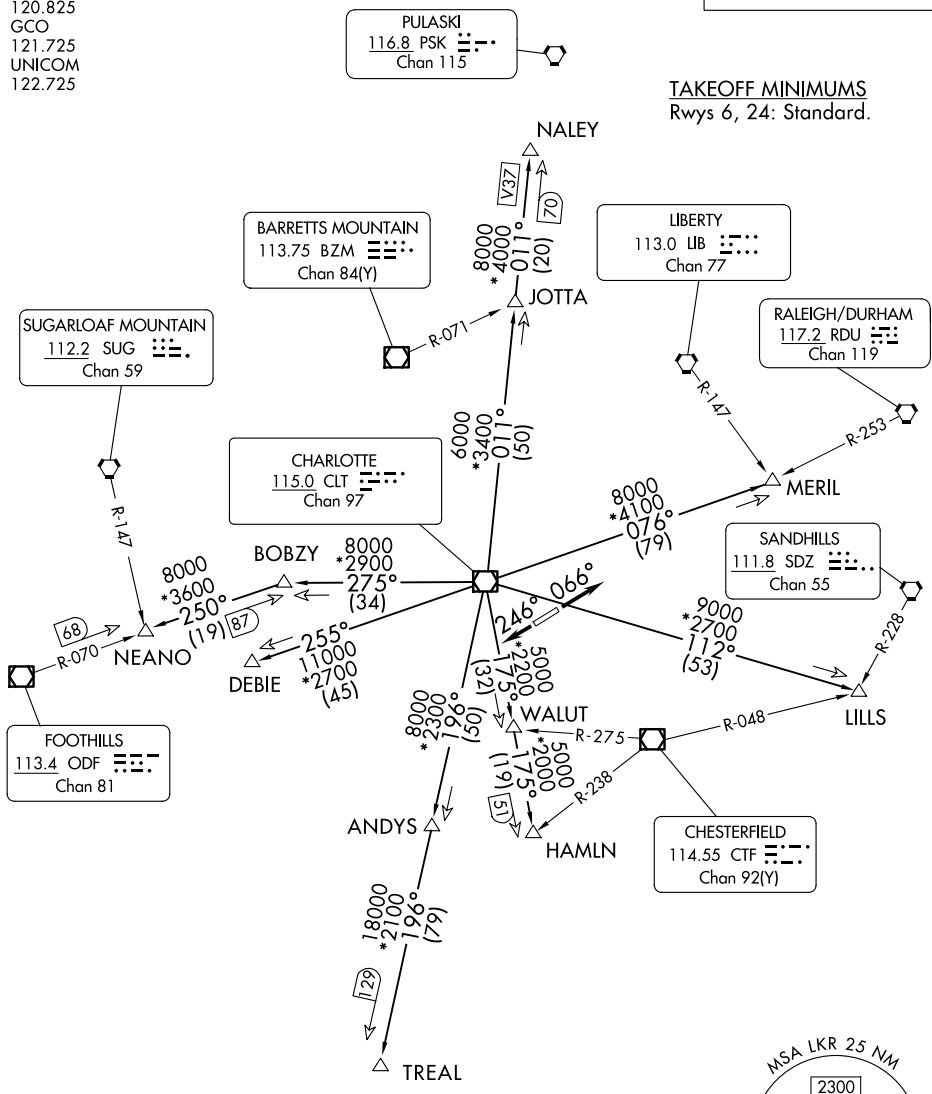 120.825
GCO
121.725
UNICOM
122.725
PULASKI
116.8 PSK
Chan 115
TAKEOFF MINIMUMS
Rwys 6, 24: Standard.
NALEY
V37
70
8000
*4000
011°
(20)
BARRETTS MOUNTAIN
113.75 BZM
Chan 84(Y)
LIBERTY
113.0 LIB
Chan 77
JOTTA
R-071
SUGARLOAF MOUNTAIN
112.2 SUG
Chan 59
RALEIGH/DURHAM
117.2 RDU
Chan 119
R-147
R-253
6000
*3400
011°
(50)
CHARLOTTE
115.0 CLT
Chan 97
MERIL
8000
*4100
076°
(79)
R-147
SANDHILLS
111.8 SDZ
Chan 55
BOBZY
8000
*2900
275°
(34)
8000
*3600
250°
(19)
87
246° 066°
9000
*2700
112°
(53)
R-228
68
R-070
NEANO
255°
11000
*2700
(45)
DEBIE
5000
*2200
175°
(32)
LILLS
WALUT
R-275
R-048
8000
*2300
196°
(50)
FOOTHILLS
113.4 ODF
Chan 81
5000
*2000
175°
(19)
51
R-238
ANDYS
HAMLN
CHESTERFIELD
114.55 CTF
Chan 92(Y)
18000
*2100
196°
(79)
129
TREAL
MSA LKR 25 NM
2300